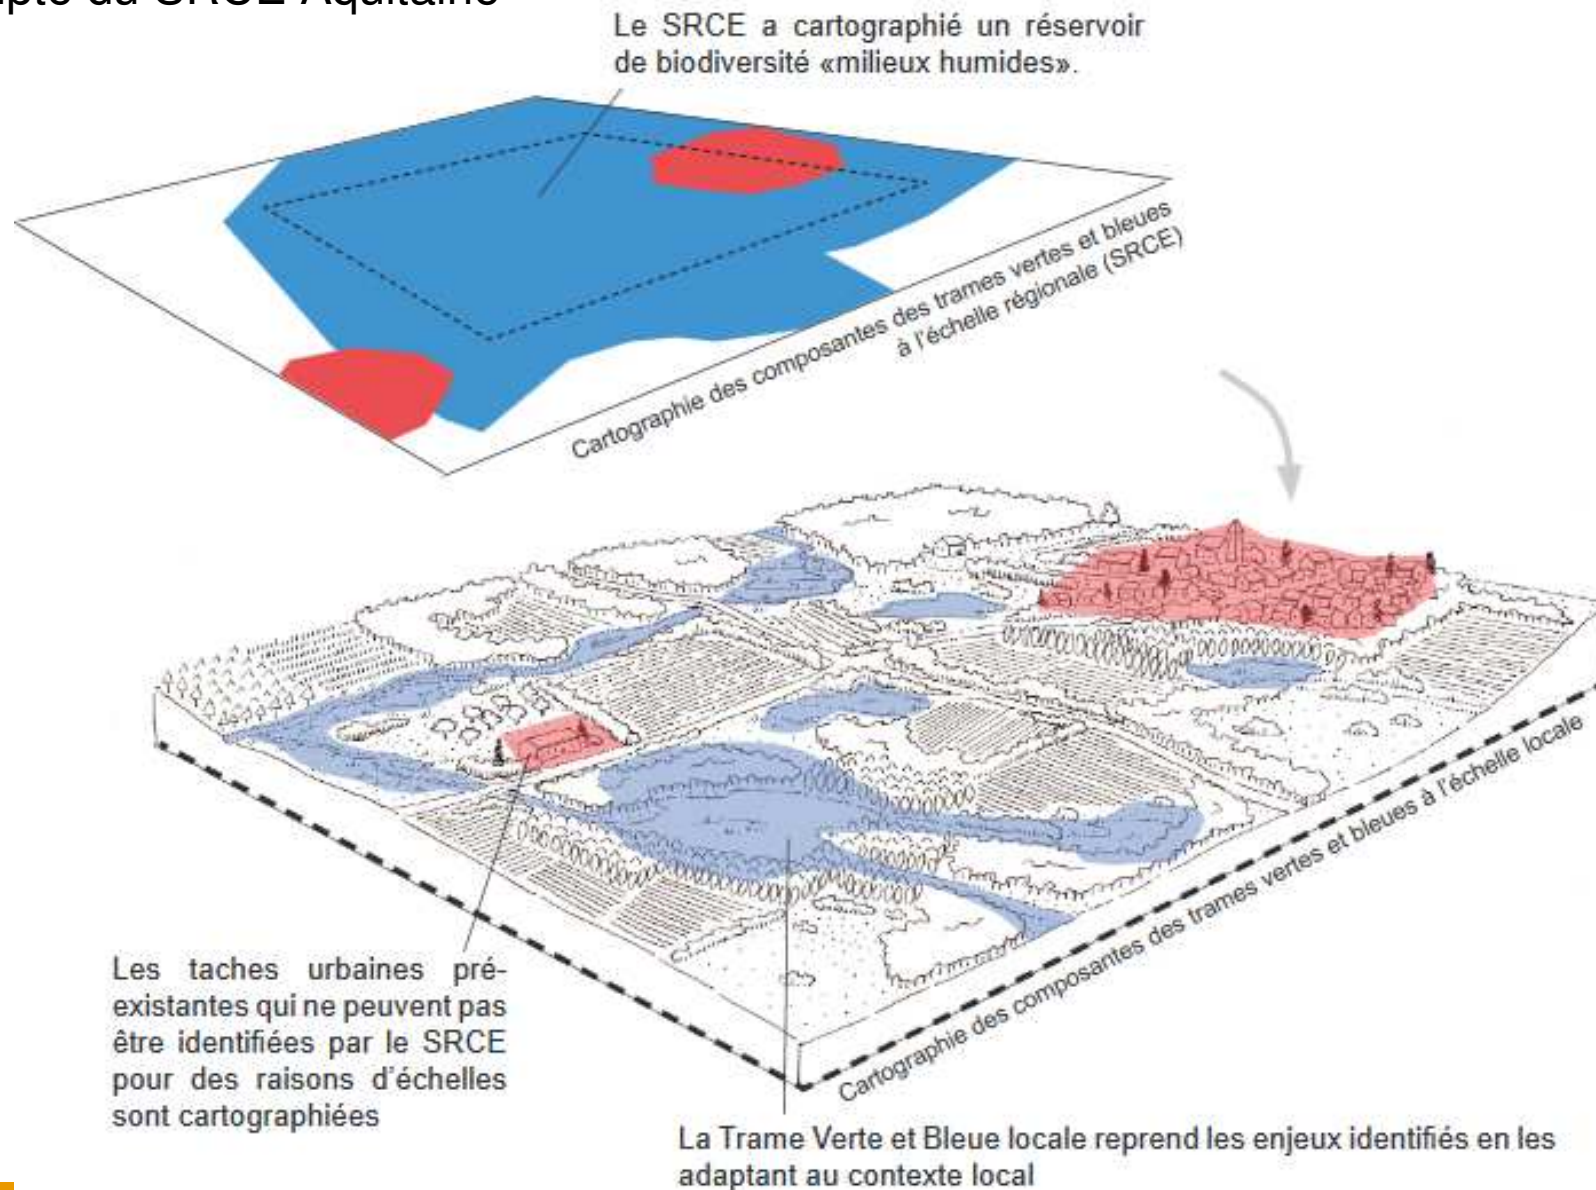 du SRCE Aquitaine
Le SRCE a cartographié un réservoir
de biodiversité «milieux humides».
Cartographie des composantes des trames vertes et bleues
à l'échelle régionale (SRCE)
Cartographie des composantes des trames vertes et bleues à l'échelle locale
Les taches urbaines pré-
existantes qui ne peuvent pas
être identifiées par le SRCE
pour des raisons d'échelles
sont cartographiées
La Trame Verte et Bleue locale reprend les enjeux identifiés en les
adaptant au contexte local